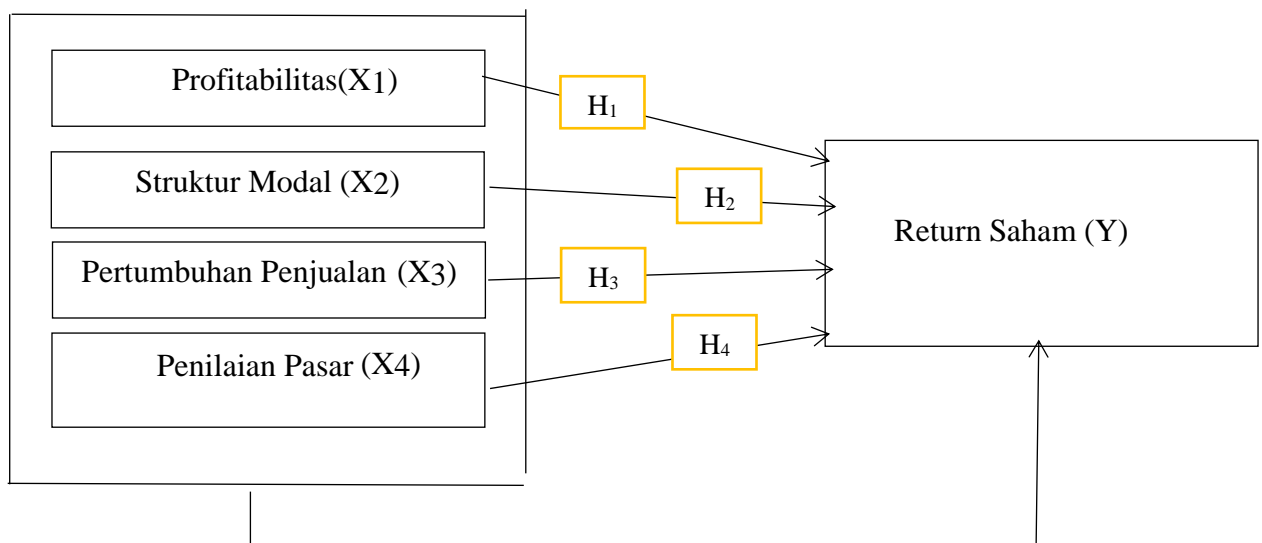 Profitabilitas(X1)
H₁
Struktur Modal (X2)
H₂
Return Saham (Y)
Pertumbuhan Penjualan (X3)
H₃
Penilaian Pasar (X4)
H₄